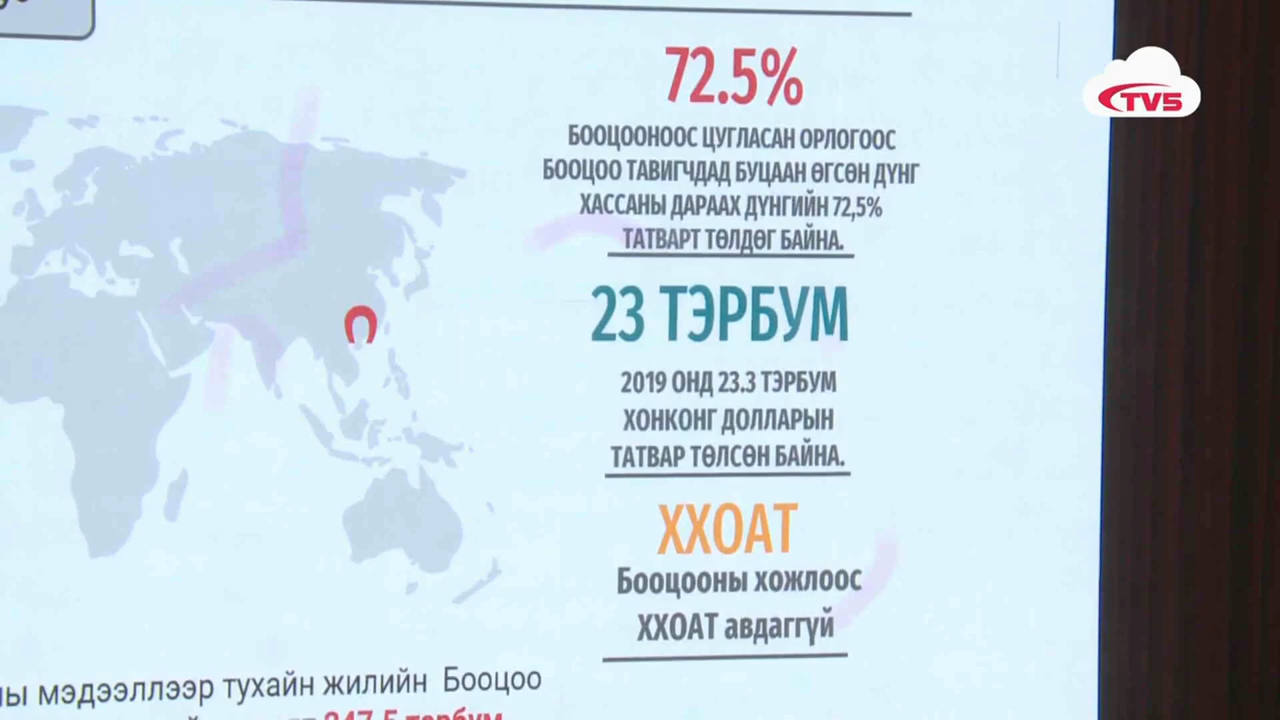 72.5%
БООЦООНООС ЦУГЛАСАН ОРЛОГООС
БООЦОО ТАВИГЧДАД БУЦААН ӨГСӨН ДҮНГ
ХАССАНЫ ДАРААХ ДҮНГИЙН 72,5%
ТАТВАРТ ТӨЛДӨГ БАЙНА.
23 ТЭРБУМ
2019 ОНД 23.3 ТЭРБУМ
ХОНКОНГ ДОЛЛАРЫН
ТАТВАР ТӨЛСӨН БАЙНА.
ХХОАТ
Бооцооны хожлоос
ХХОАТ авдаггүй
мэдээллээр тухайн жилийн Бооцоо
TV5